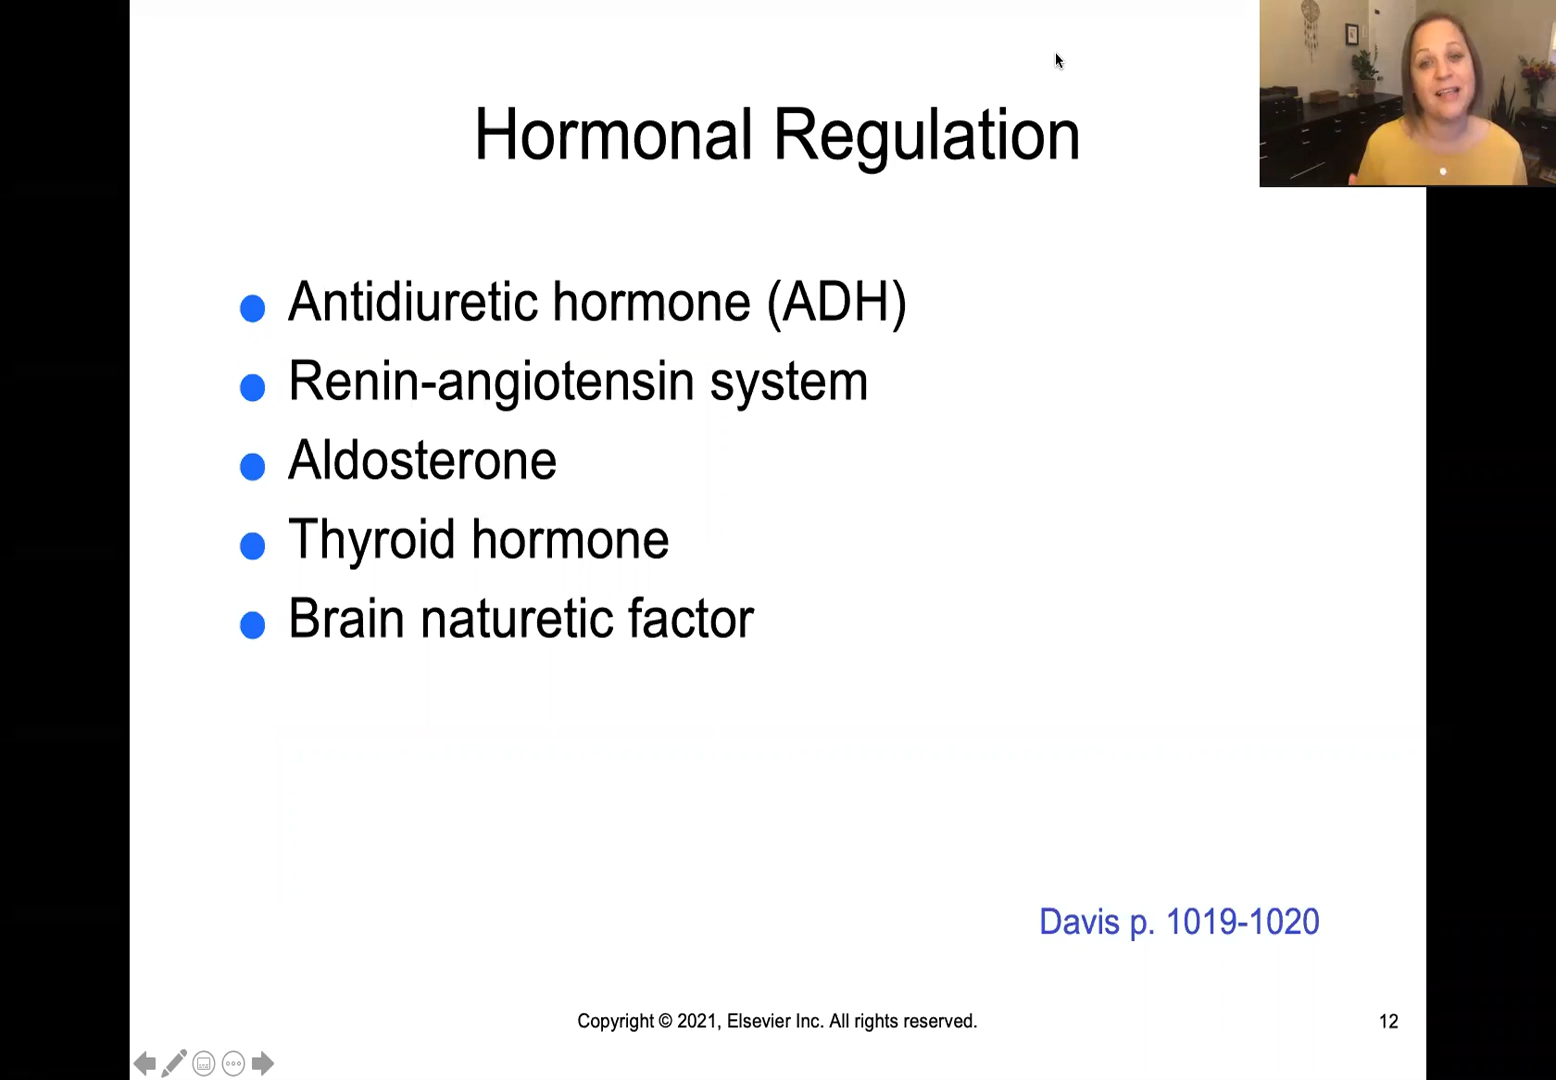 Hormonal Regulation
Antidiuretic hormone (ADH)
Renin-angiotensin system
Aldosterone
Thyroid hormone
Brain naturetic factor
Davis p. 1019-1020
Copyright © 2021, Elsevier Inc. All rights reserved.
12